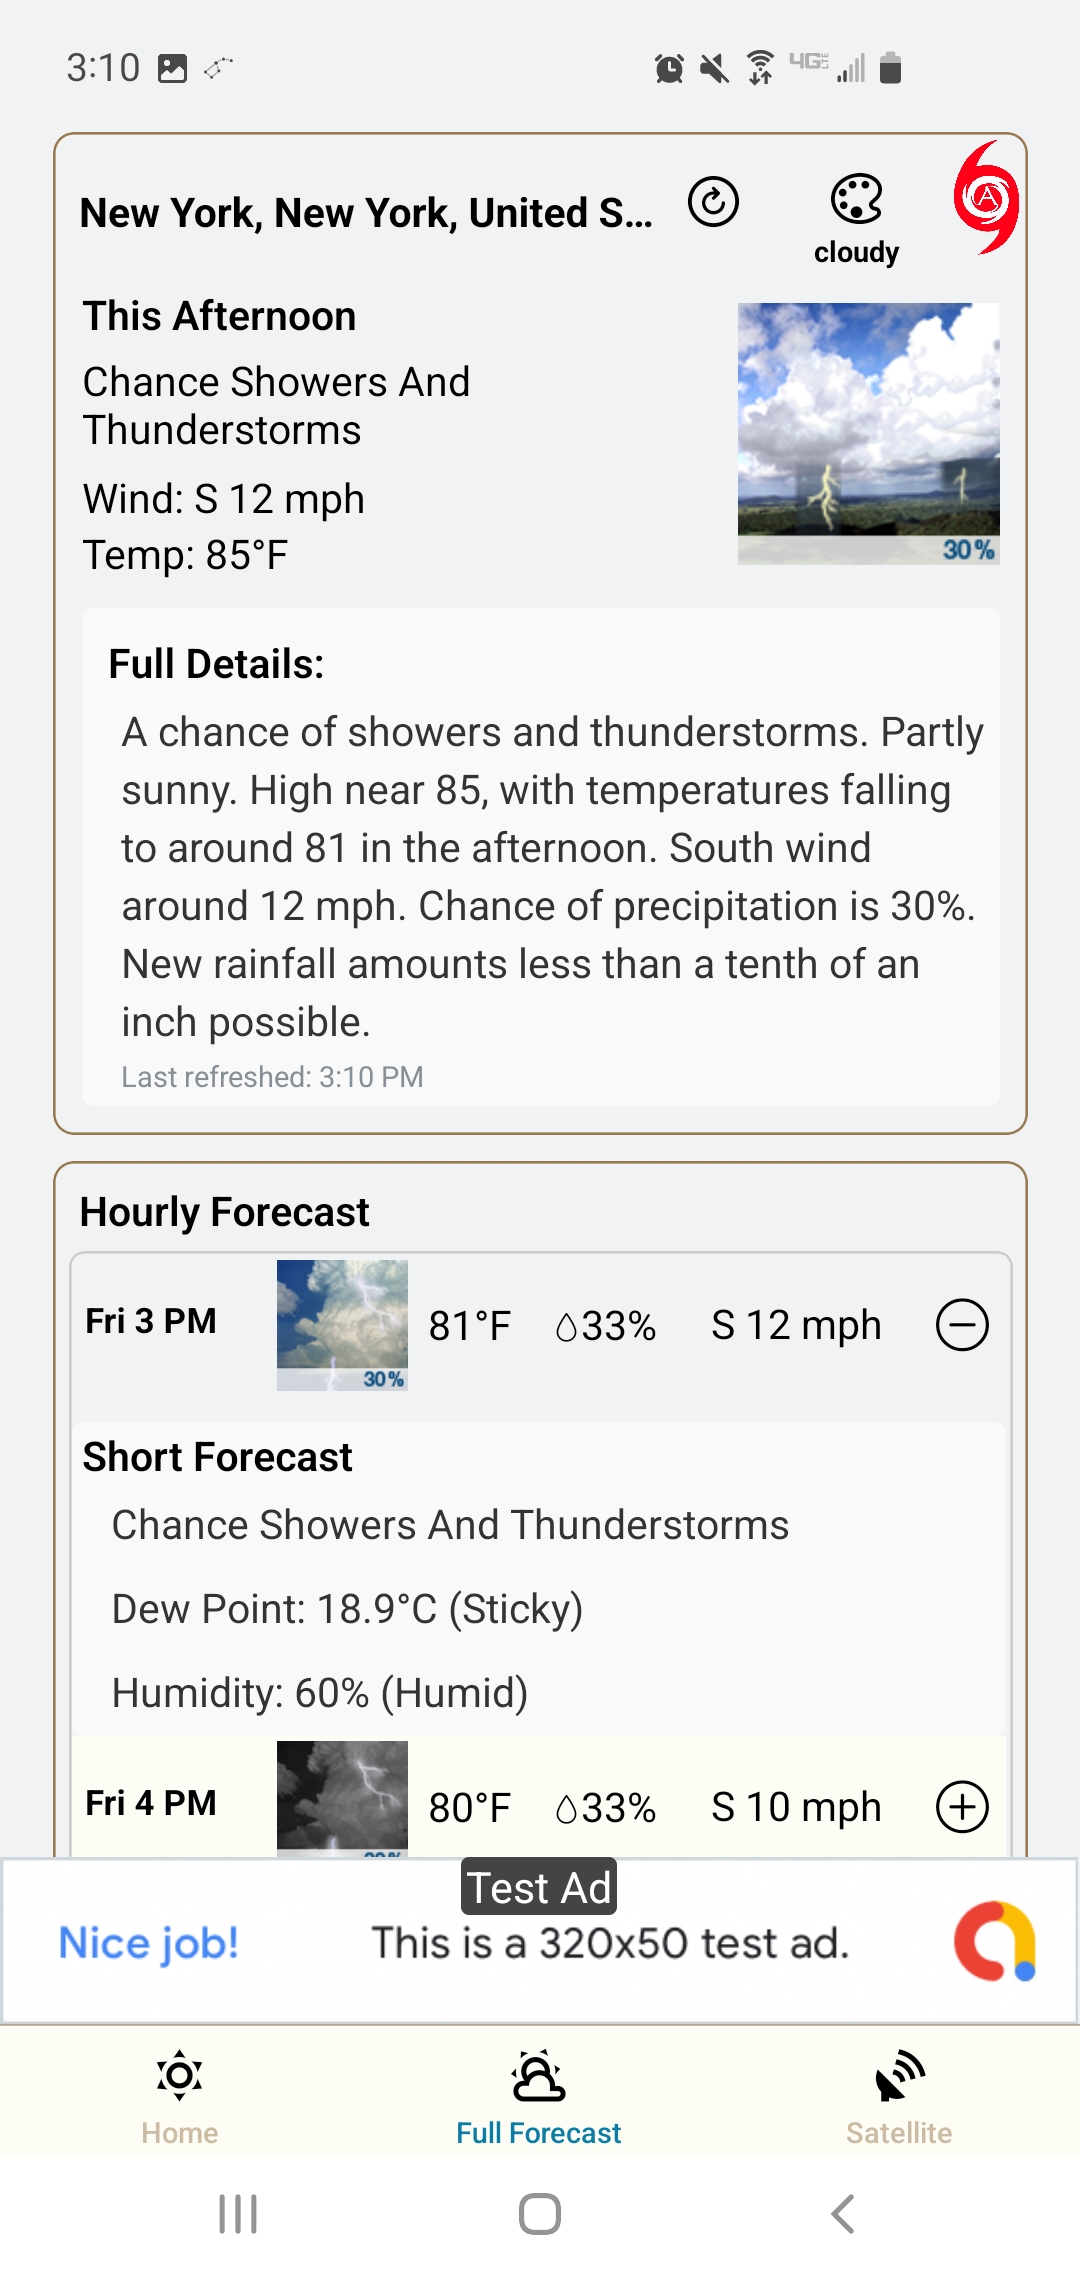 3:10
4G LTE
New York, New York, United S...
cloudy
A
This Afternoon
Chance Showers And
Thunderstorms
Wind: S 12 mph
Temp: 85°F
30%
Full Details:
A chance of showers and thunderstorms. Partly
sunny. High near 85, with temperatures falling
to around 81 in the afternoon. South wind
around 12 mph. Chance of precipitation is 30%.
New rainfall amounts less than a tenth of an
inch possible.
Last refreshed: 3:10 PM
Hourly Forecast
Fri 3 PM 81°F 33% S 12 mph
30%
Short Forecast
Chance Showers And Thunderstorms
Dew Point: 18.9°C (Sticky)
Humidity: 60% (Humid)
Fri 4 PM 80°F 33% S 10 mph
Test Ad
Nice job! This is a 320x50 test ad.
Home Full Forecast Satellite